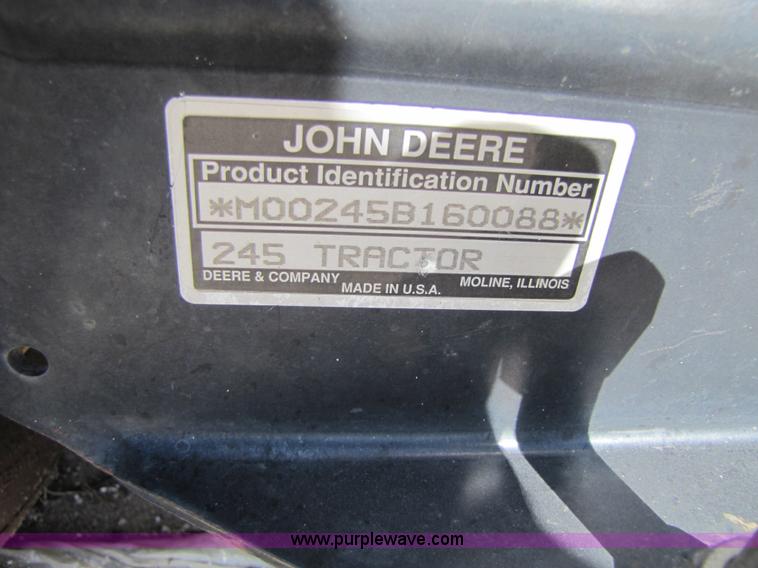 JOHN DEERE
Product Identification Number
*M00245B160088*
245 TRACTOR
DEERE & COMPANY MOLINE, ILLINOIS
MADE IN U.S.A.
www.purplewave.com